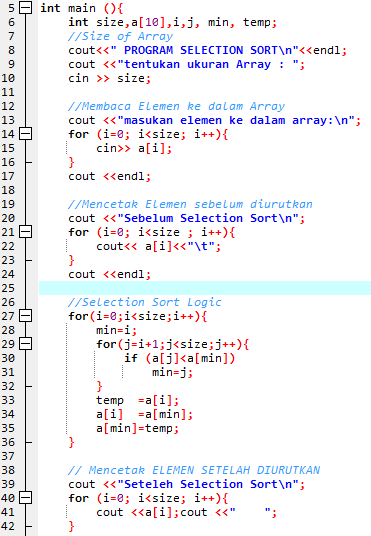 5 int main (){
6 int size,a[10],i,j, min, temp;
7 //Size of Array
8 cout<<" PROGRAM SELECTION SORT\n"<<endl;
9 cout <<"tentukan ukuran Array : ";
10 cin >> size;
11
12 //Membaca Elemen ke dalam Array
13 cout <<"masukan elemen ke dalam array:\n";
14 for (i=0; i<size; i++){
15 cin>> a[i];
16 }
17 cout <<endl;
18
19 //Mencetak Elemen sebelum diurutkan
20 cout <<"Sebelum Selection Sort\n";
21 for (i=0; i<size ; i++){
22 cout<< a[i]<<"\t";
23 }
24 cout <<endl;
25
26 //Selection Sort Logic
27 for(i=0;i<size;i++){
28 min=i;
29 for(j=i+1;j<size;j++){
30 if (a[j]<a[min])
31 min=j;
32 }
33 temp  =a[i];
34 a[i]  =a[min];
35 a[min]=temp;
36 }
37
38 // Mencetak ELEMEN SETELAH DIURUTKAN
39 cout <<"Seteleh Selection Sort\n";
40 for (i=0; i<size; i++){
41 cout <<a[i];cout <<"    ";
42 }